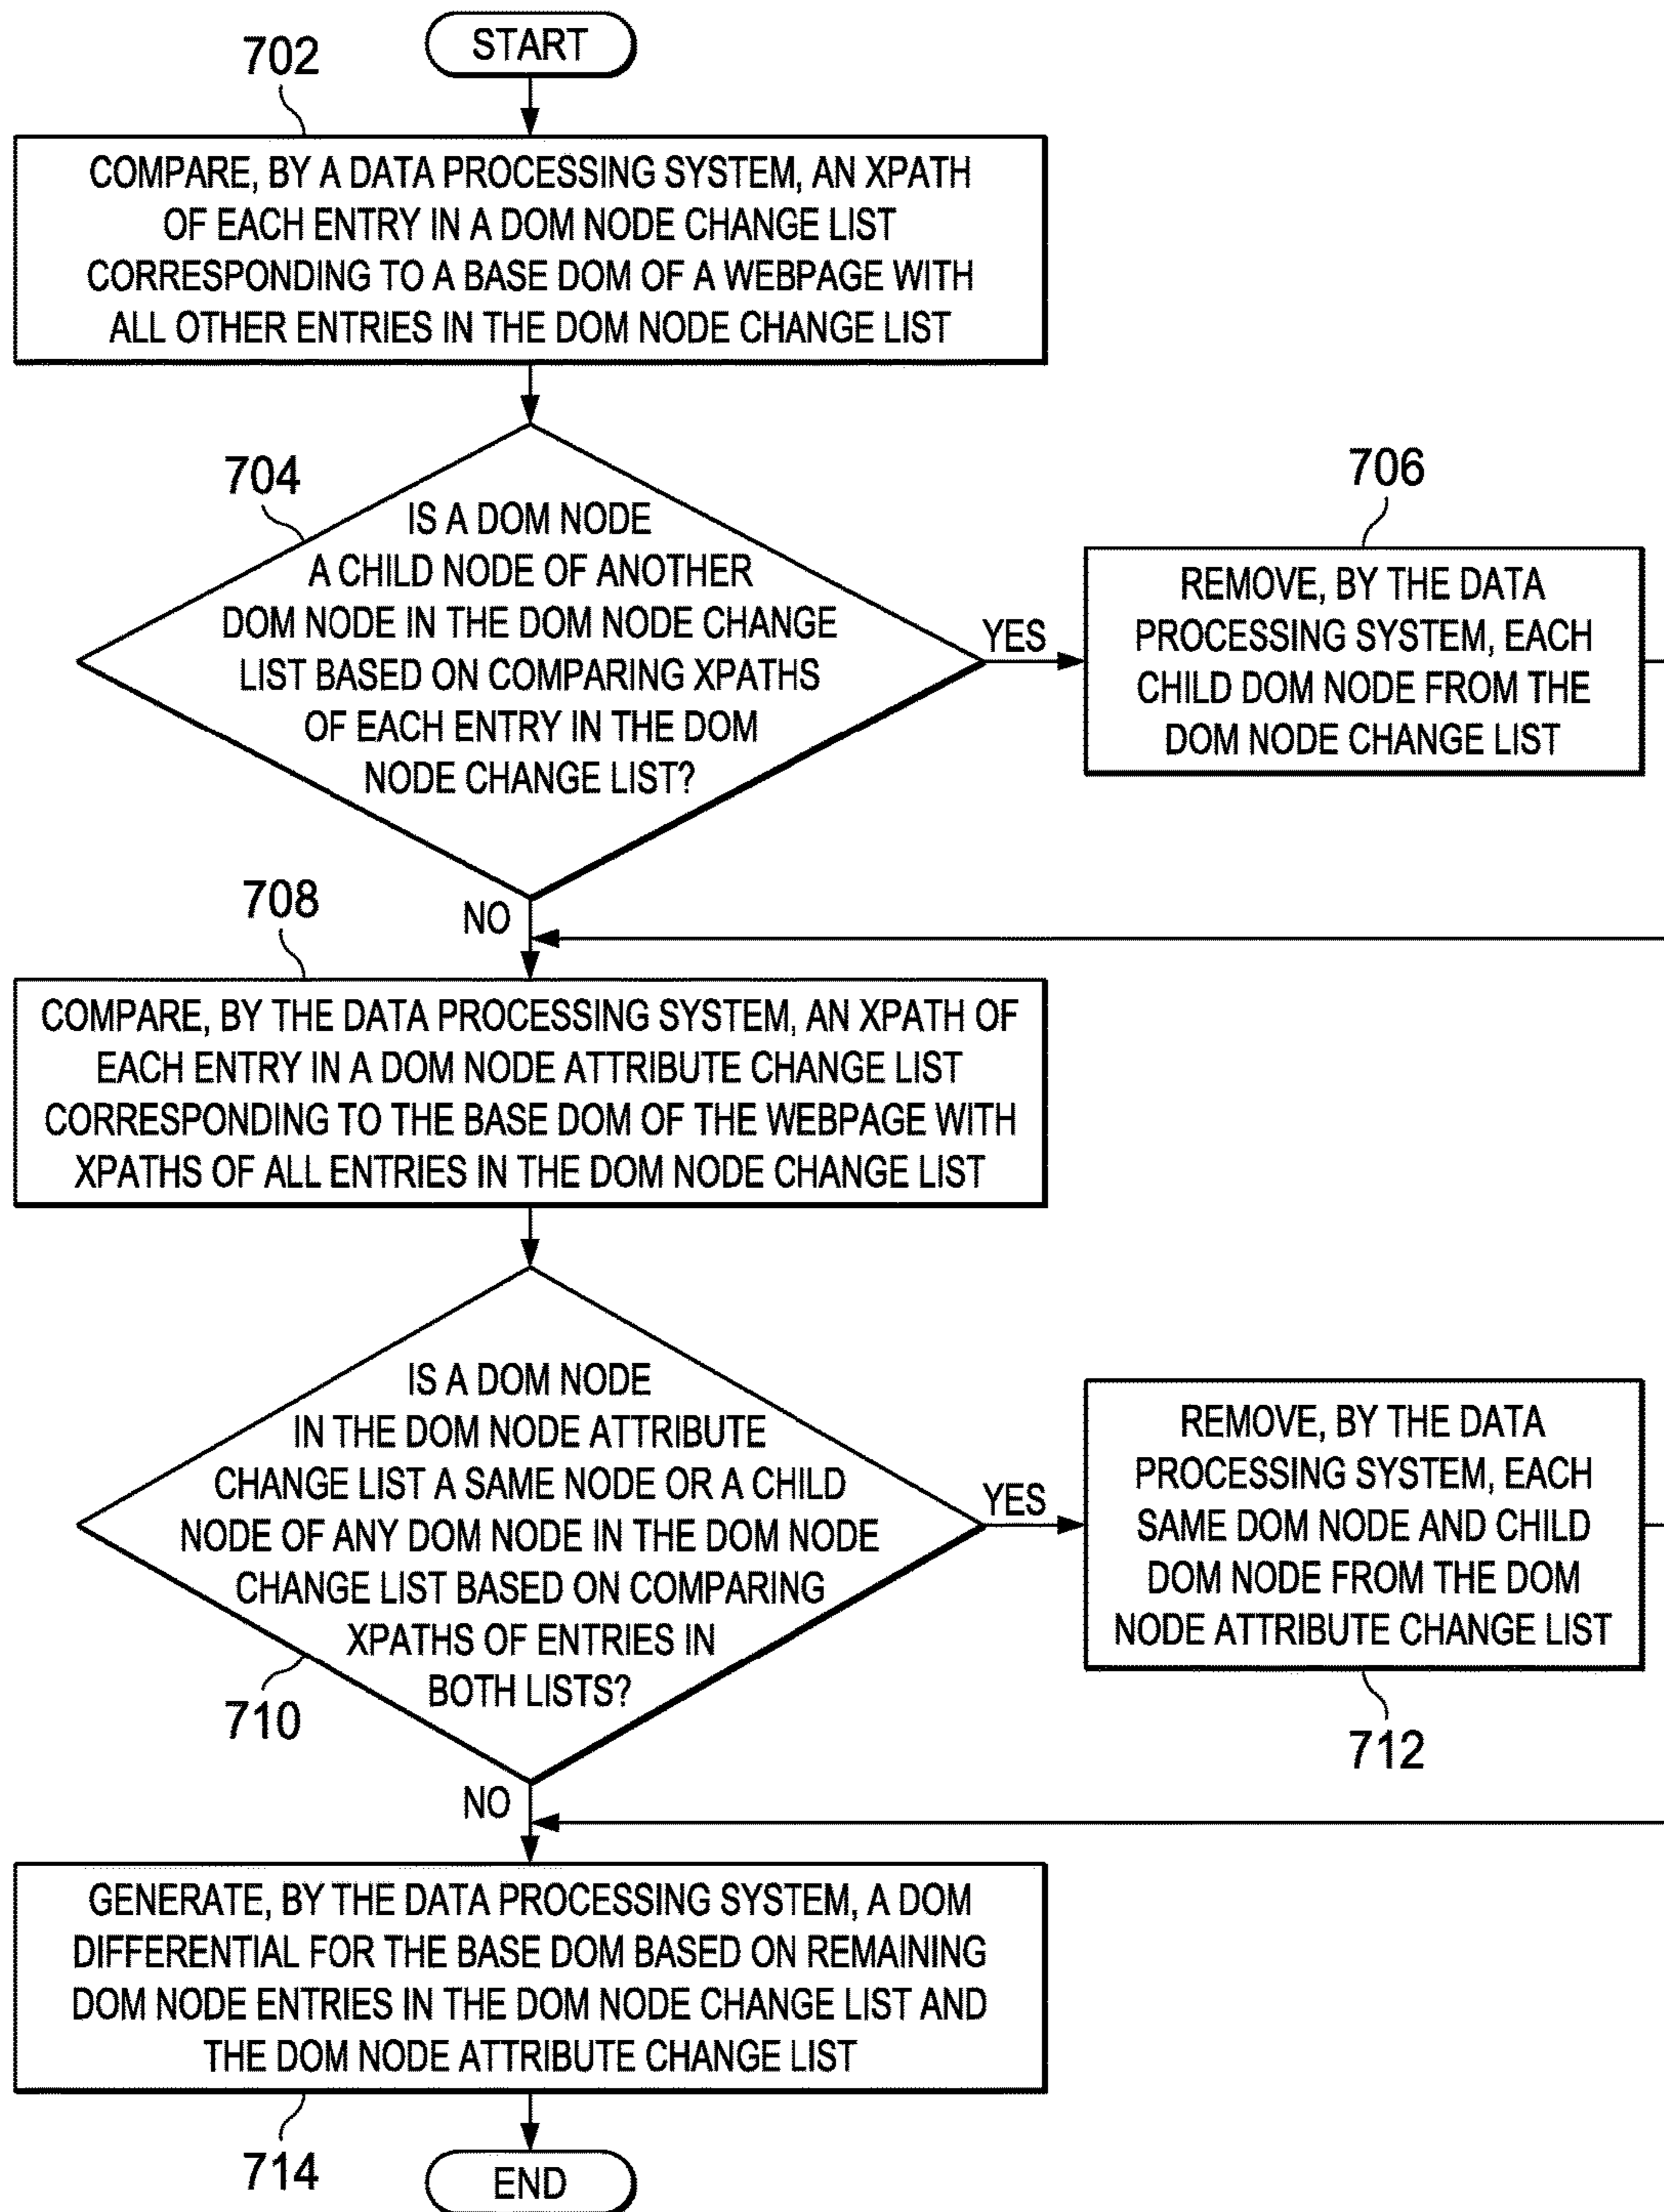 START
702
COMPARE, BY A DATA PROCESSING SYSTEM, AN XPATH
OF EACH ENTRY IN A DOM NODE CHANGE LIST
CORRESPONDING TO A BASE DOM OF A WEBPAGE WITH
ALL OTHER ENTRIES IN THE DOM NODE CHANGE LIST
704
IS A DOM NODE
A CHILD NODE OF ANOTHER
DOM NODE IN THE DOM NODE CHANGE
LIST BASED ON COMPARING XPATHS
OF EACH ENTRY IN THE DOM
NODE CHANGE LIST?
YES
706
REMOVE, BY THE DATA
PROCESSING SYSTEM, EACH
CHILD DOM NODE FROM THE
DOM NODE CHANGE LIST
NO
708
COMPARE, BY THE DATA PROCESSING SYSTEM, AN XPATH OF
EACH ENTRY IN A DOM NODE ATTRIBUTE CHANGE LIST
CORRESPONDING TO THE BASE DOM OF THE WEBPAGE WITH
XPATHS OF ALL ENTRIES IN THE DOM NODE CHANGE LIST
IS A DOM NODE
IN THE DOM NODE ATTRIBUTE
CHANGE LIST A SAME NODE OR A CHILD
NODE OF ANY DOM NODE IN THE DOM NODE
CHANGE LIST BASED ON COMPARING
XPATHS OF ENTRIES IN
BOTH LISTS?
710
YES
REMOVE, BY THE DATA
PROCESSING SYSTEM, EACH
SAME DOM NODE AND CHILD
DOM NODE FROM THE DOM
NODE ATTRIBUTE CHANGE LIST
712
NO
GENERATE, BY THE DATA PROCESSING SYSTEM, A DOM
DIFFERENTIAL FOR THE BASE DOM BASED ON REMAINING
DOM NODE ENTRIES IN THE DOM NODE CHANGE LIST AND
THE DOM NODE ATTRIBUTE CHANGE LIST
714
END